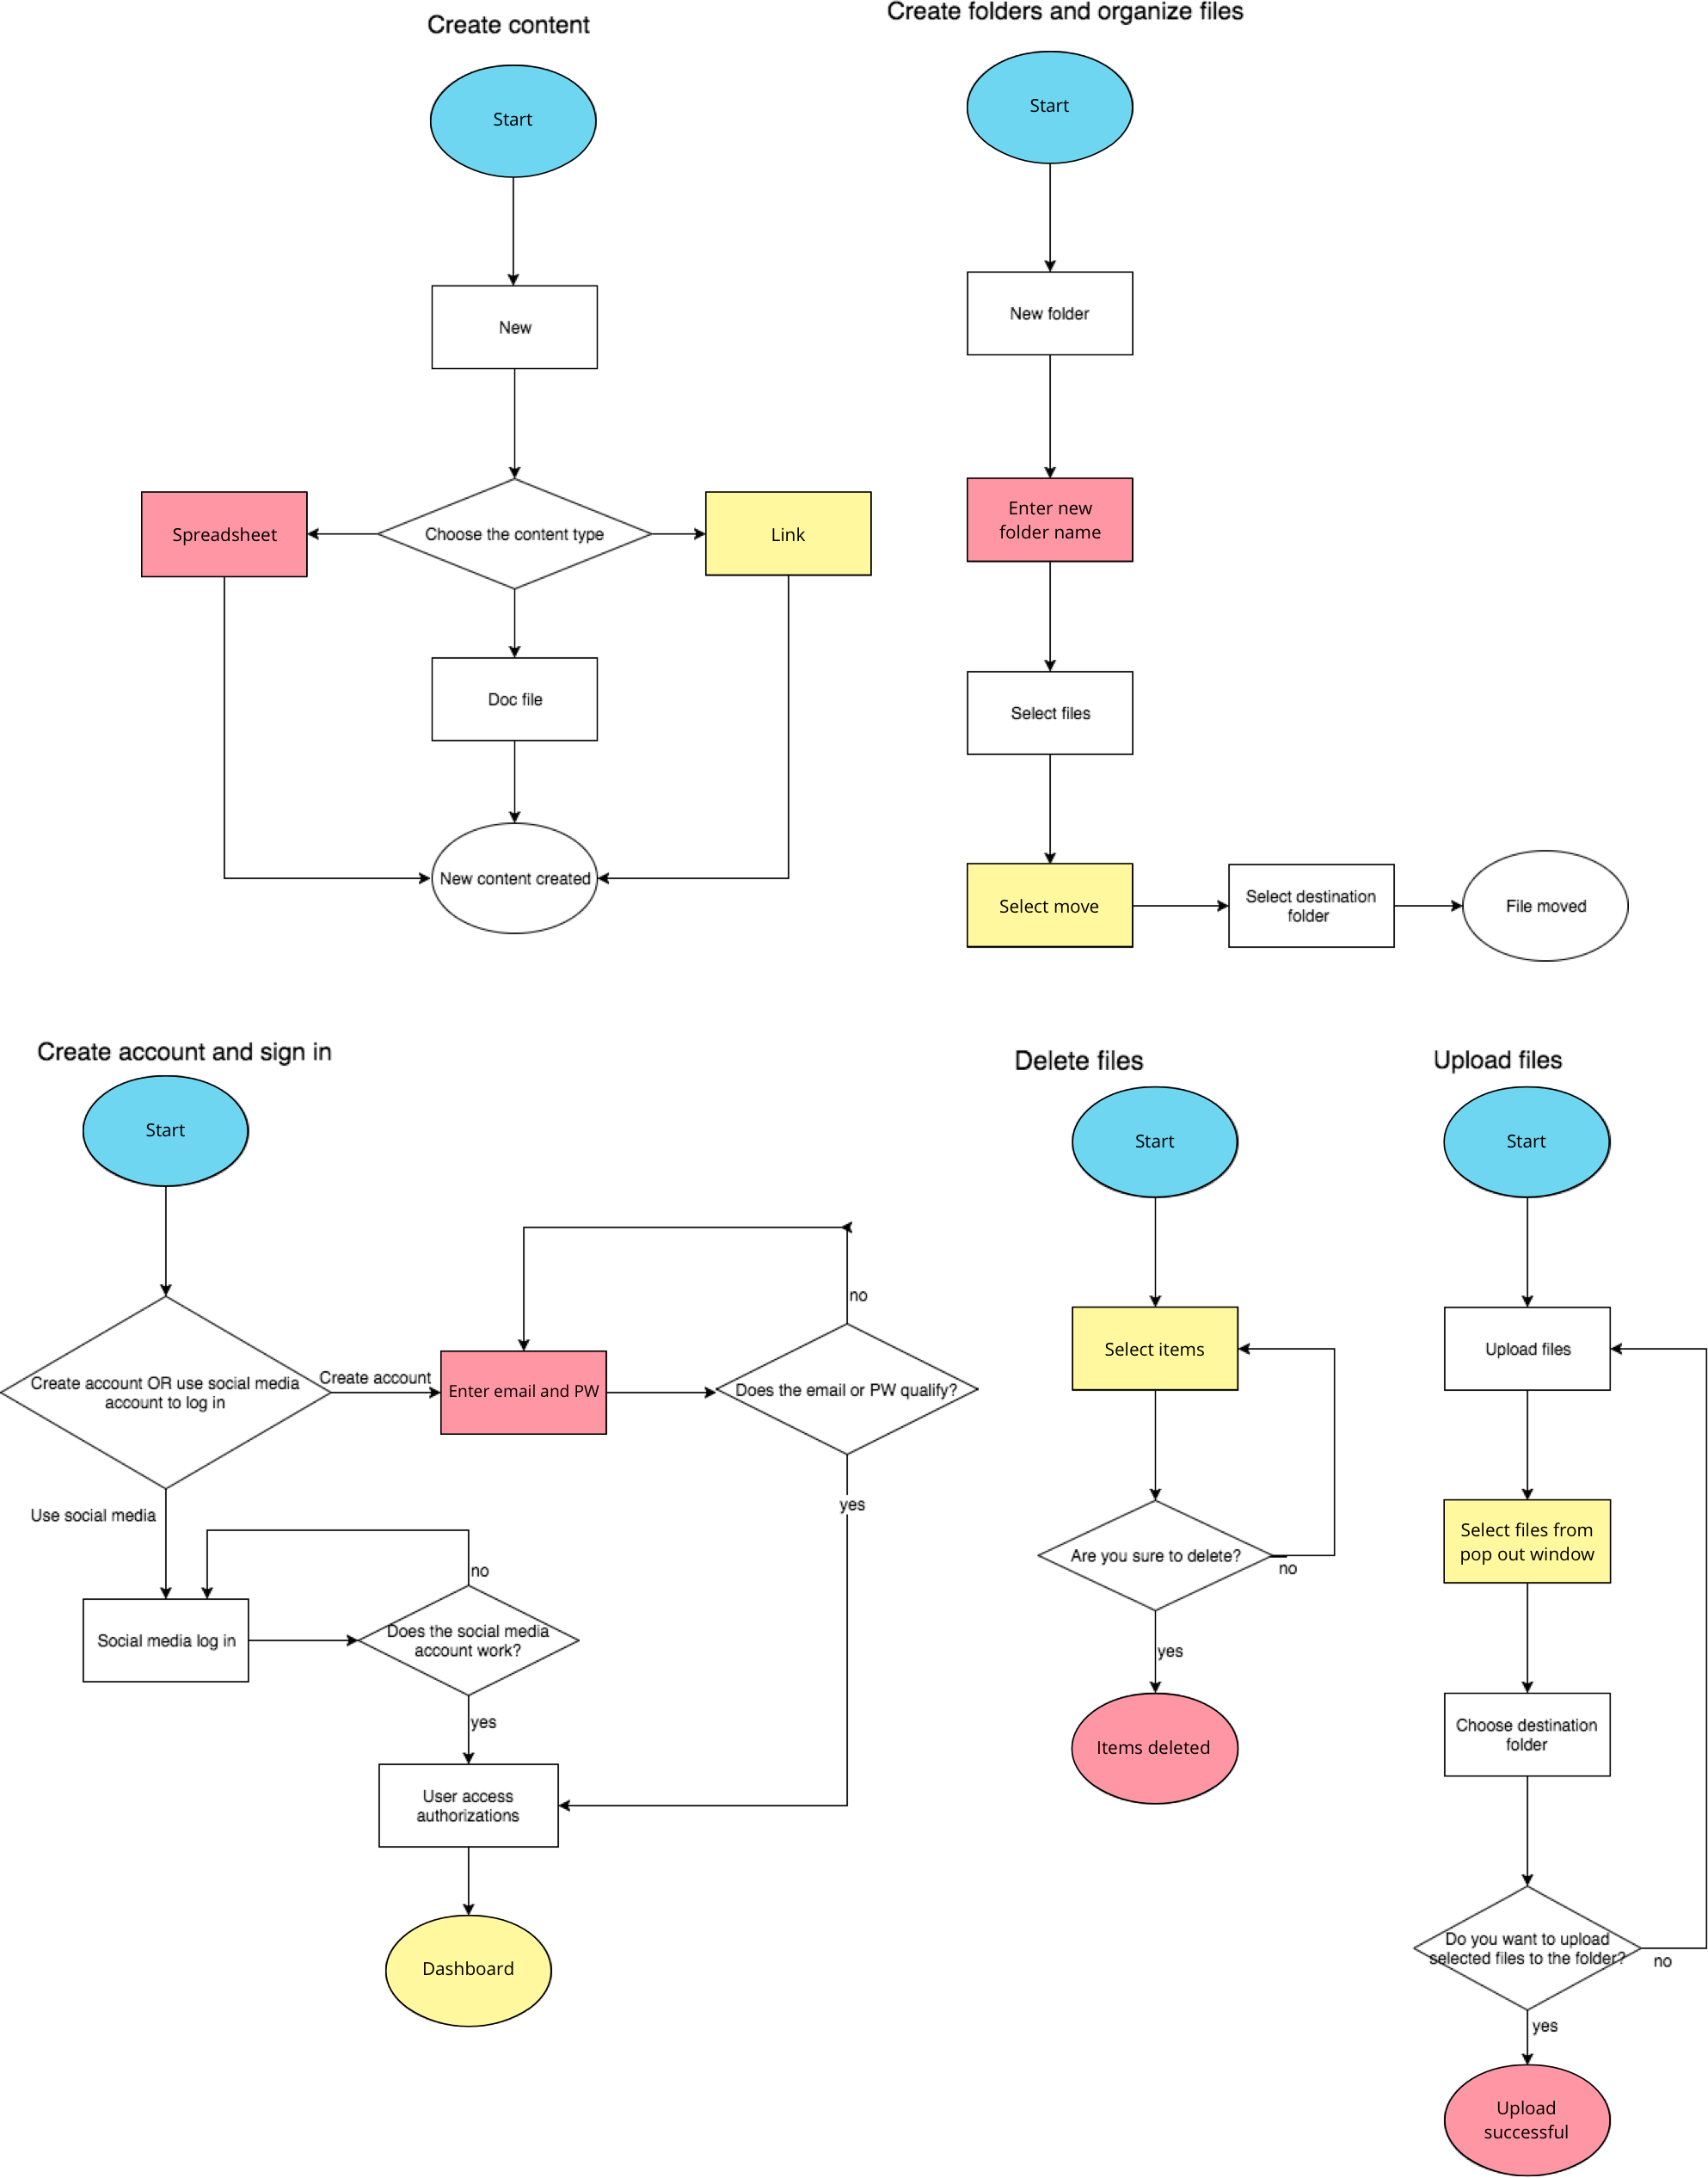 Create content
Start
New
Choose the content type
Spreadsheet
Link
Doc file
New content created
Create folders and organize files
Start
New folder
Enter new
folder name
Select files
Select move
Select destination
folder
File moved
Create account and sign in
Start
Create account OR use social media
account to log in
Create account
Enter email and PW
Does the email or PW qualify?
no
yes
Use social media
Social media log in
Does the social media
account work?
no
yes
User access
authorizations
Dashboard
Delete files
Start
Select items
Are you sure to delete?
no
yes
Items deleted
Upload files
Start
Upload files
Select files from
pop out window
Choose destination
folder
Do you want to upload
selected files to the folder?
no
yes
Upload
successful